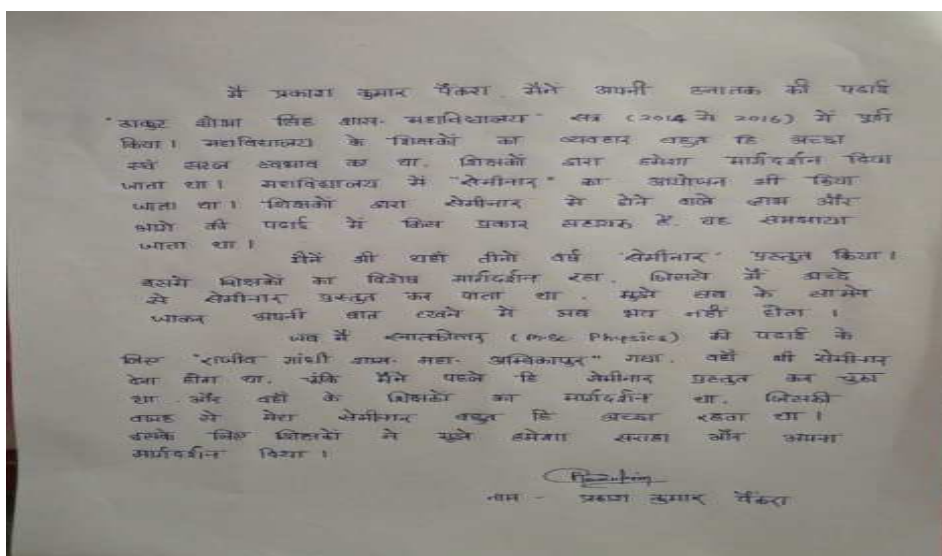 मै प्रकाश कुमार पैंकरा. मैनें अपनी स्नातक की पढाई
"ठाकुर शोभा सिंह शास. महाविधालय" सत्र (2014 से 2016) में पुरी
किया। महाविधालय के शिक्षकों का व्यवहार बहुत हि अच्छा
एवं सरल स्वभाव का था. शिक्षकों द्वारा हमेशा मार्गदर्शन दिया
जाता था। महाविधालय में "सेमीनार" का आयोजन भी किया
जाता था। शिक्षकों द्वारा सेमीनार से होने वाले लाभ और
आगे की पढाई में किस प्रकार सहायक है. वह समझाया
जाता था।
मैनें भी यहाँ तीनो वर्ष "सेमीनार" प्रस्तुत किया।
इसमे शिक्षकों का विशेष मार्गदर्शन रहा. जिससे मैं अच्छे
से सेमीनार प्रस्तुत कर पाता था. मुझे सब के सामने
जाकर अपनी बात रखने में अब भय नहीं होता।
जब मै स्नातकोत्तर (M.Sc Physics) की पढाई के
लिए "राजीव गांधी शास. महा. अम्बिकापुर" गया. वहाँ भी सेमीनार
देना होता था. चूंकि मैंने पहले हि सेमीनार प्रस्तुत कर चुका
था और वहाँ के शिक्षकों का मार्गदर्शन था. जिसकी
वजह से मेरा सेमीनार बहुत हि अच्छा रहता था।
इसके लिए शिक्षकों ने मुझे हमेशा सराहा और अपना
मार्गदर्शन दिया।
नाम - प्रकाश कुमार पैंकरा